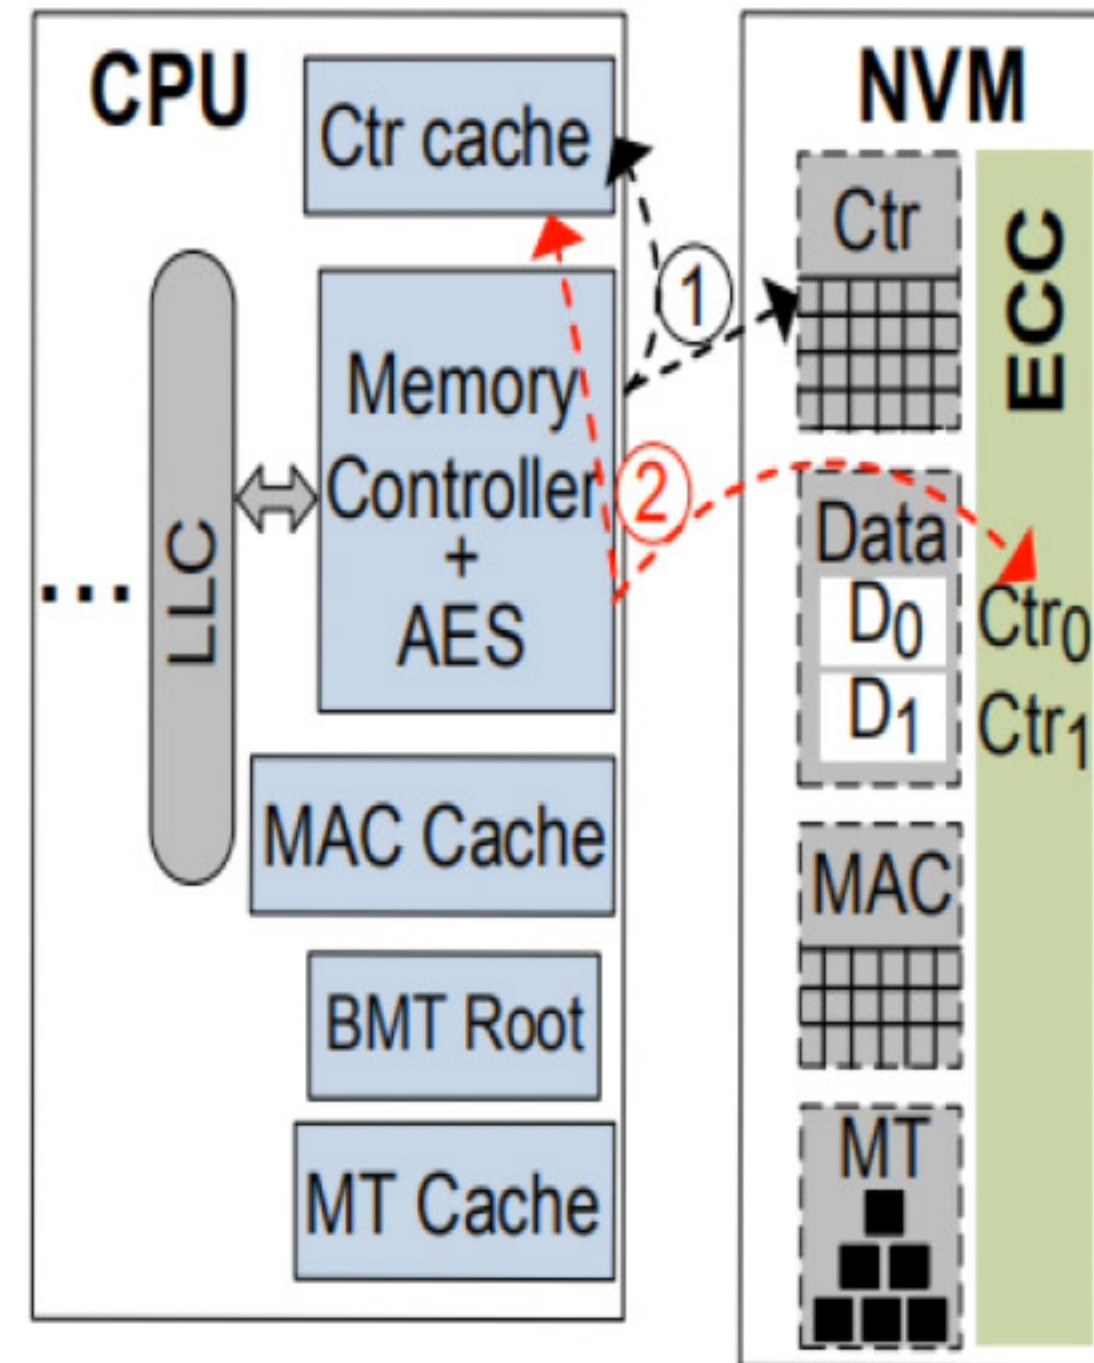 CPU
Ctr cache
1
Memory
Controller
+
AES
2
LLC
...
MAC Cache
BMT Root
MT Cache
NVM
Ctr
ECC
Data
D0
Ctr0
D1
Ctr1
MAC
MT